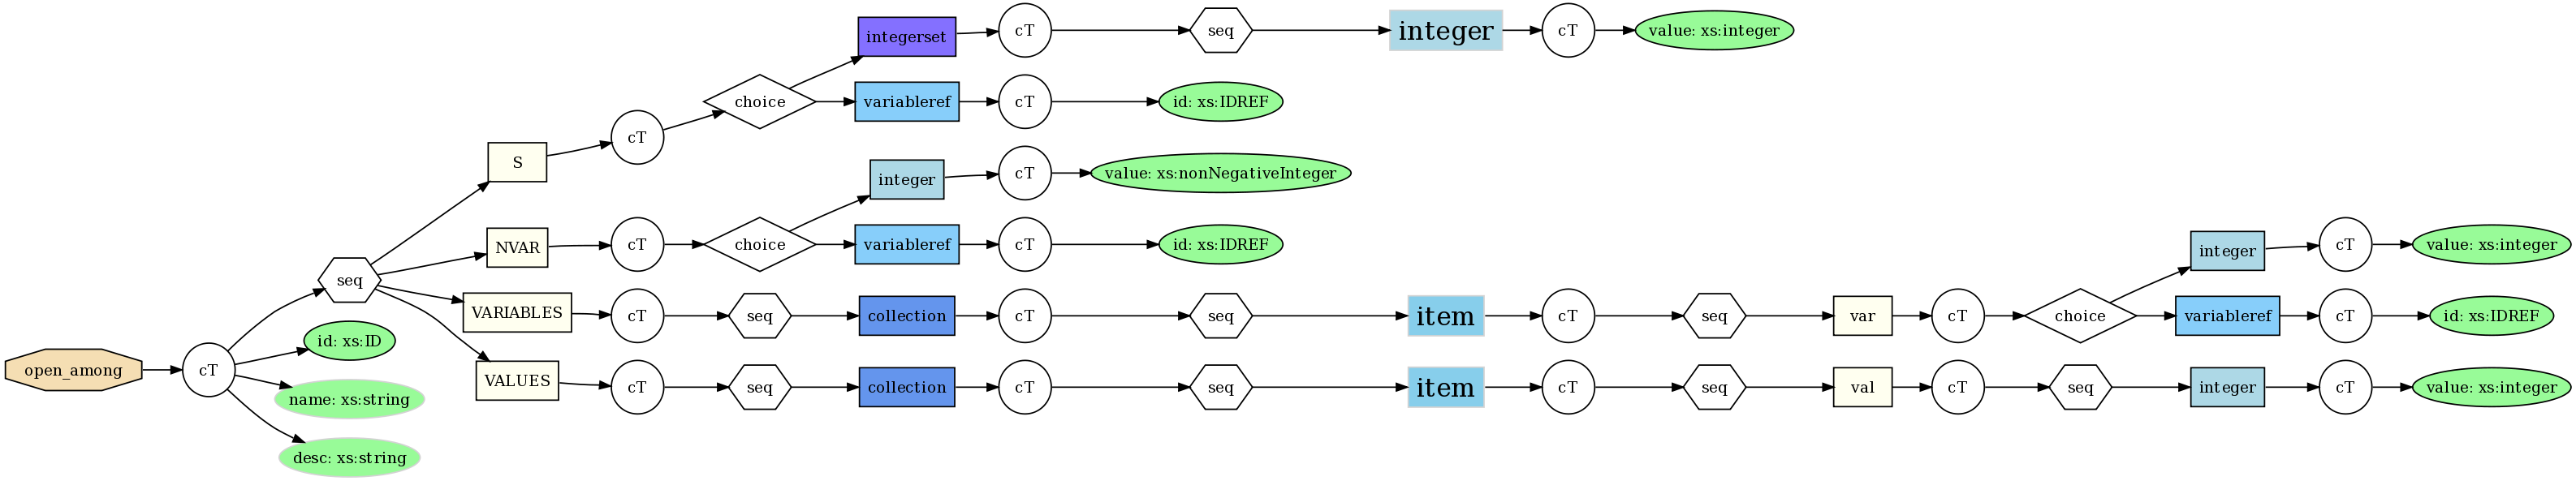 integerset
cT
seq
integer
cT
value: xs:integer
choice
variableref
cT
id: xs:IDREF
cT
S
integer
cT
value: xs:nonNegativeInteger
NVAR
cT
choice
variableref
cT
id: xs:IDREF
integer
cT
value: xs:integer
seq
VARIABLES
cT
seq
collection
cT
seq
item
cT
seq
var
cT
choice
variableref
cT
id: xs:IDREF
id: xs:ID
open_among
cT
VALUES
cT
seq
collection
cT
seq
item
cT
seq
val
cT
seq
integer
cT
value: xs:integer
name: xs:string
desc: xs:string